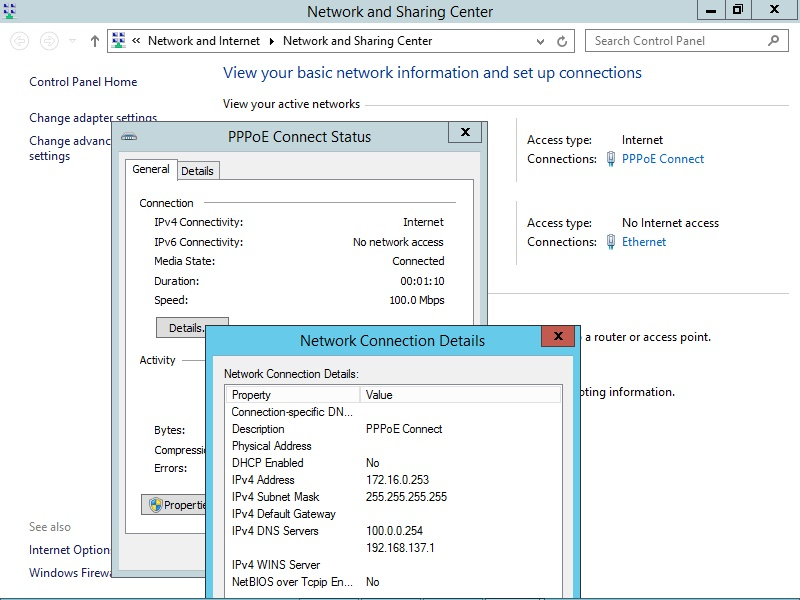 Network and Sharing Center
« Network and Internet Network and Sharing Center
Search Control Panel
Control Panel Home
Change adapter settings
Change advanc
settings
View your basic network information and set up connections
View your active networks
Access type: Internet
Connections: PPPoE Connect
Access type: No Internet access
Connections: Ethernet
a router or access point.
oting information.
See also
Internet Option
Windows Firewa
PPPoE Connect Status
General Details
Connection
IPv4 Connectivity: Internet
IPv6 Connectivity: No network access
Media State: Connected
Duration: 00:01:10
Speed: 100.0 Mbps
Details.
Activity
Bytes:
Compressi
Errors:
Propertie
Network Connection Details
Network Connection Details:
Property Value
Connection-specific DN...
Description PPPoE Connect
Physical Address
DHCP Enabled No
IPv4 Address 172.16.0.253
IPv4 Subnet Mask 255.255.255.255
IPv4 Default Gateway
IPv4 DNS Servers 100.0.0.254
192.168.137.1
IPv4 WINS Server
NetBIOS over Tcpip En... No